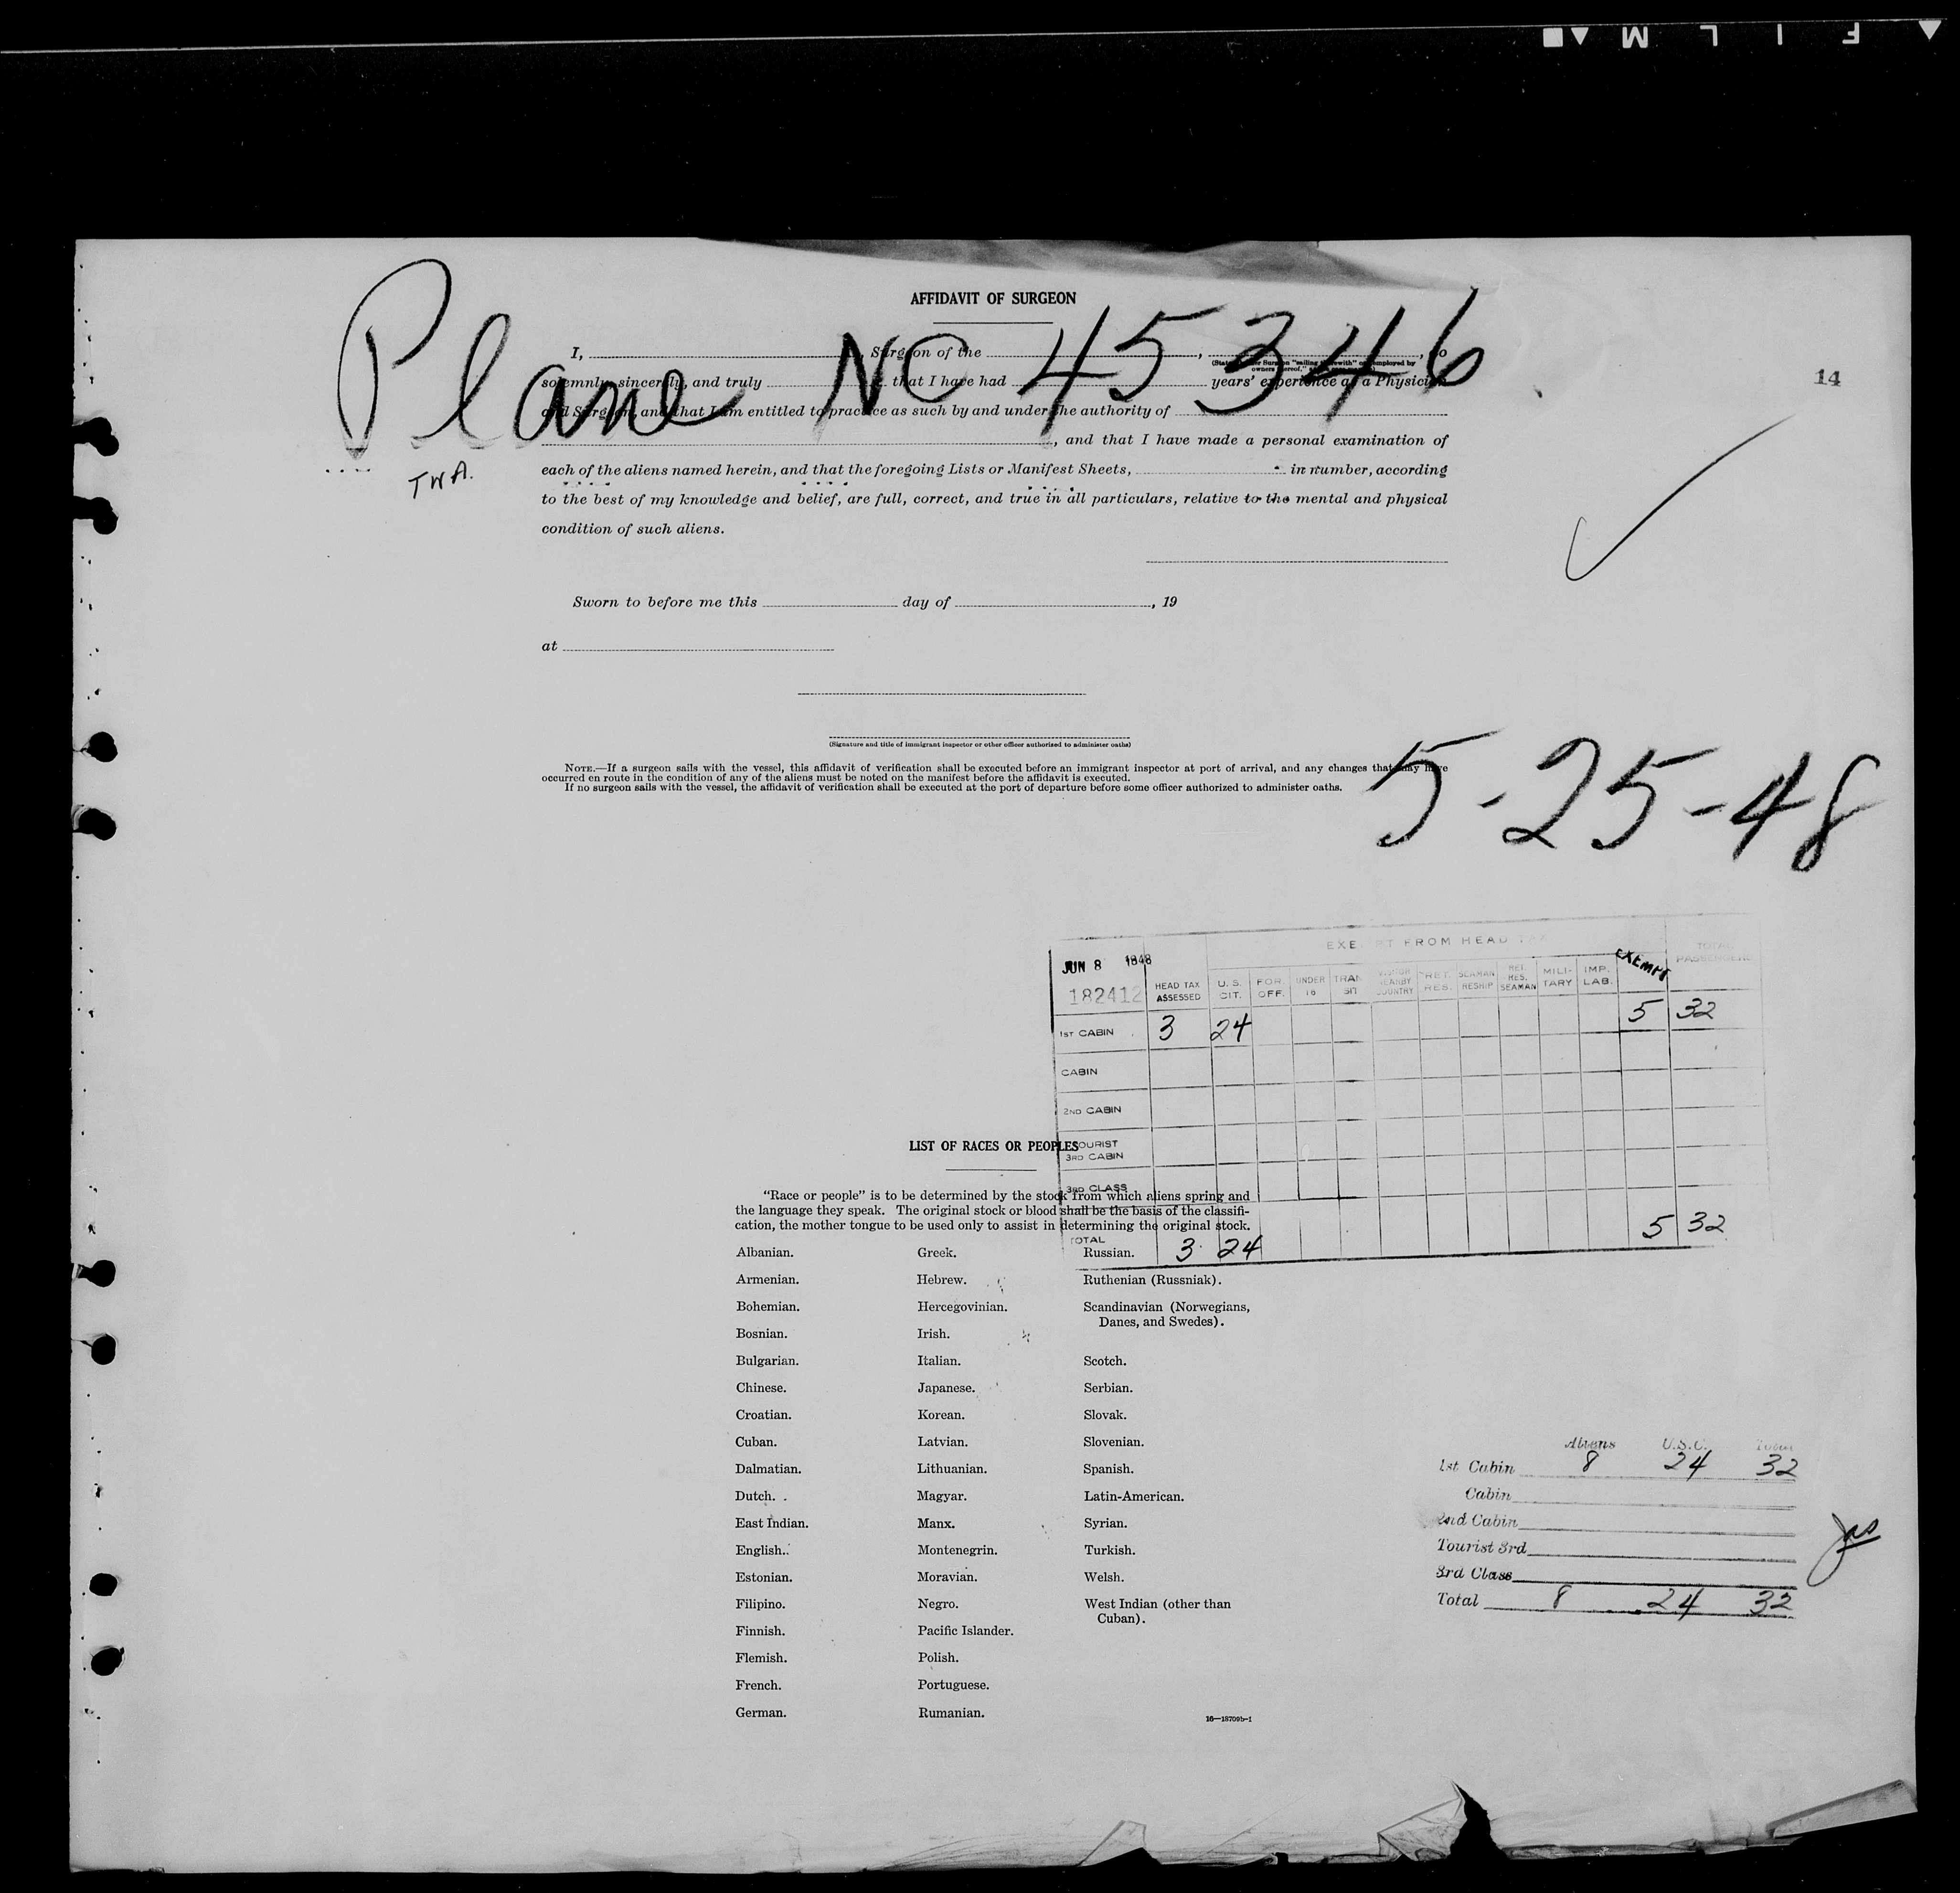 F I L M
AFFIDAVIT OF SURGEON
Plane NC 45346
14
I, , Surgeon of the , , do
solemnly, sincerely, and truly that I have had years' experience as a Physician
and Surgeon, and that I am entitled to practice as such by and under the authority of
, and that I have made a personal examination of
TWA.
each of the aliens named herein, and that the foregoing Lists or Manifest Sheets, in number, according
to the best of my knowledge and belief, are full, correct, and true in all particulars, relative to the mental and physical
condition of such aliens.
Sworn to before me this day of , 19
at
(Signature and title of immigrant inspector or other officer authorized to administer oaths)
NOTE.—If a surgeon sails with the vessel, this affidavit of verification shall be executed before an immigrant inspector at port of arrival, and any changes that may have
occurred en route in the condition of any of the aliens must be noted on the manifest before the affidavit is executed.
If no surgeon sails with the vessel, the affidavit of verification shall be executed at the port of departure before some officer authorized to administer oaths.
5-25-48
EXEMPT FROM HEAD TAX
TOTAL PASSENGERS
JUN 8 1948
182412
HEAD TAX ASSESSED U.S. CIT. FOR. OFF. UNDER 16 TRANSIT COUNTRY RET. RES. SEAMAN RESHIP RET. RES. SEAMAN MILITARY IMP. LAB. EXEMPT
1ST CABIN 3 24 5 32
CABIN
2ND CABIN
TOURIST
3RD CABIN
3RD CLASS
TOTAL 3 24 5 32
LIST OF RACES OR PEOPLES
"Race or people" is to be determined by the stock from which aliens spring and
the language they speak. The original stock or blood shall be the basis of the classifi-
cation, the mother tongue to be used only to assist in determining the original stock.
Albanian. Greek. Russian.
Armenian. Hebrew. Ruthenian (Russniak).
Bohemian. Hercegovinian. Scandinavian (Norwegians,
Danes, and Swedes).
Bosnian. Irish.
Bulgarian. Italian. Scotch.
Chinese. Japanese. Serbian.
Croatian. Korean. Slovak.
Cuban. Latvian. Slovenian.
Dalmatian. Lithuanian. Spanish.
Dutch. Magyar. Latin-American.
East Indian. Manx. Syrian.
English. Montenegrin. Turkish.
Estonian. Moravian. Welsh.
Filipino. Negro. West Indian (other than
Cuban).
Finnish. Pacific Islander.
Flemish. Polish.
French. Portuguese.
German. Rumanian.
16—18709b-1
Aliens U.S.C. Total
1st Cabin 8 24 32
Cabin
2nd Cabin
Tourist 3rd
3rd Class
Total 8 24 32